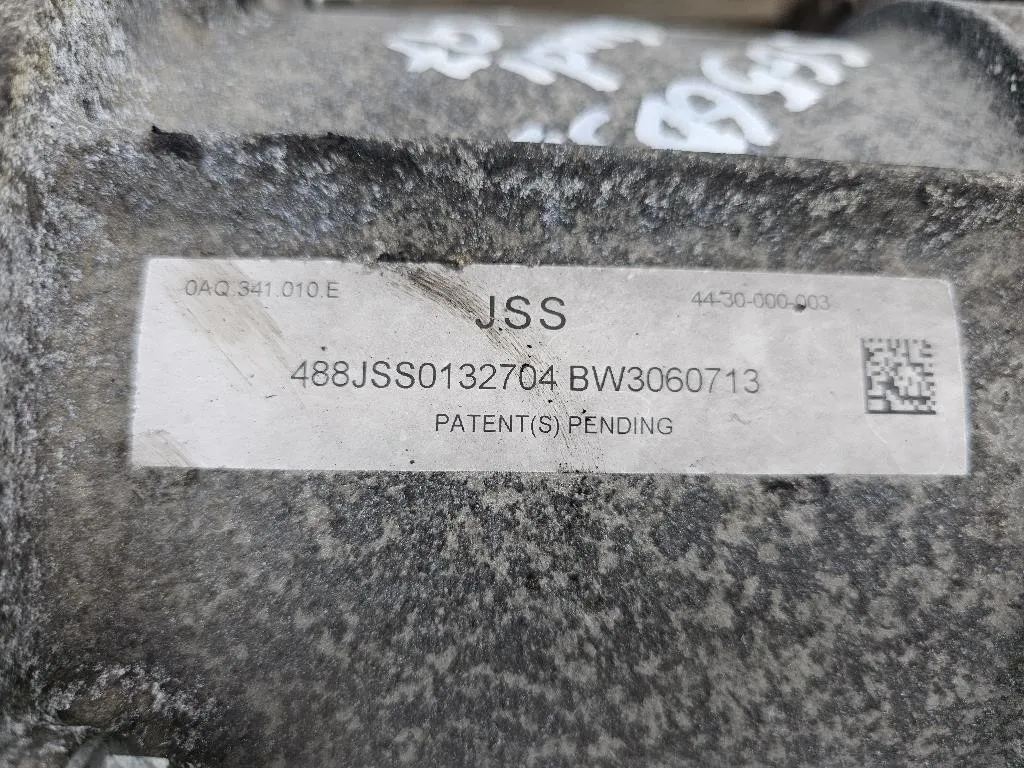 0AQ.341.010.E JSS 44-30-000-003
488JSS0132704 BW3060713
PATENT(S) PENDING